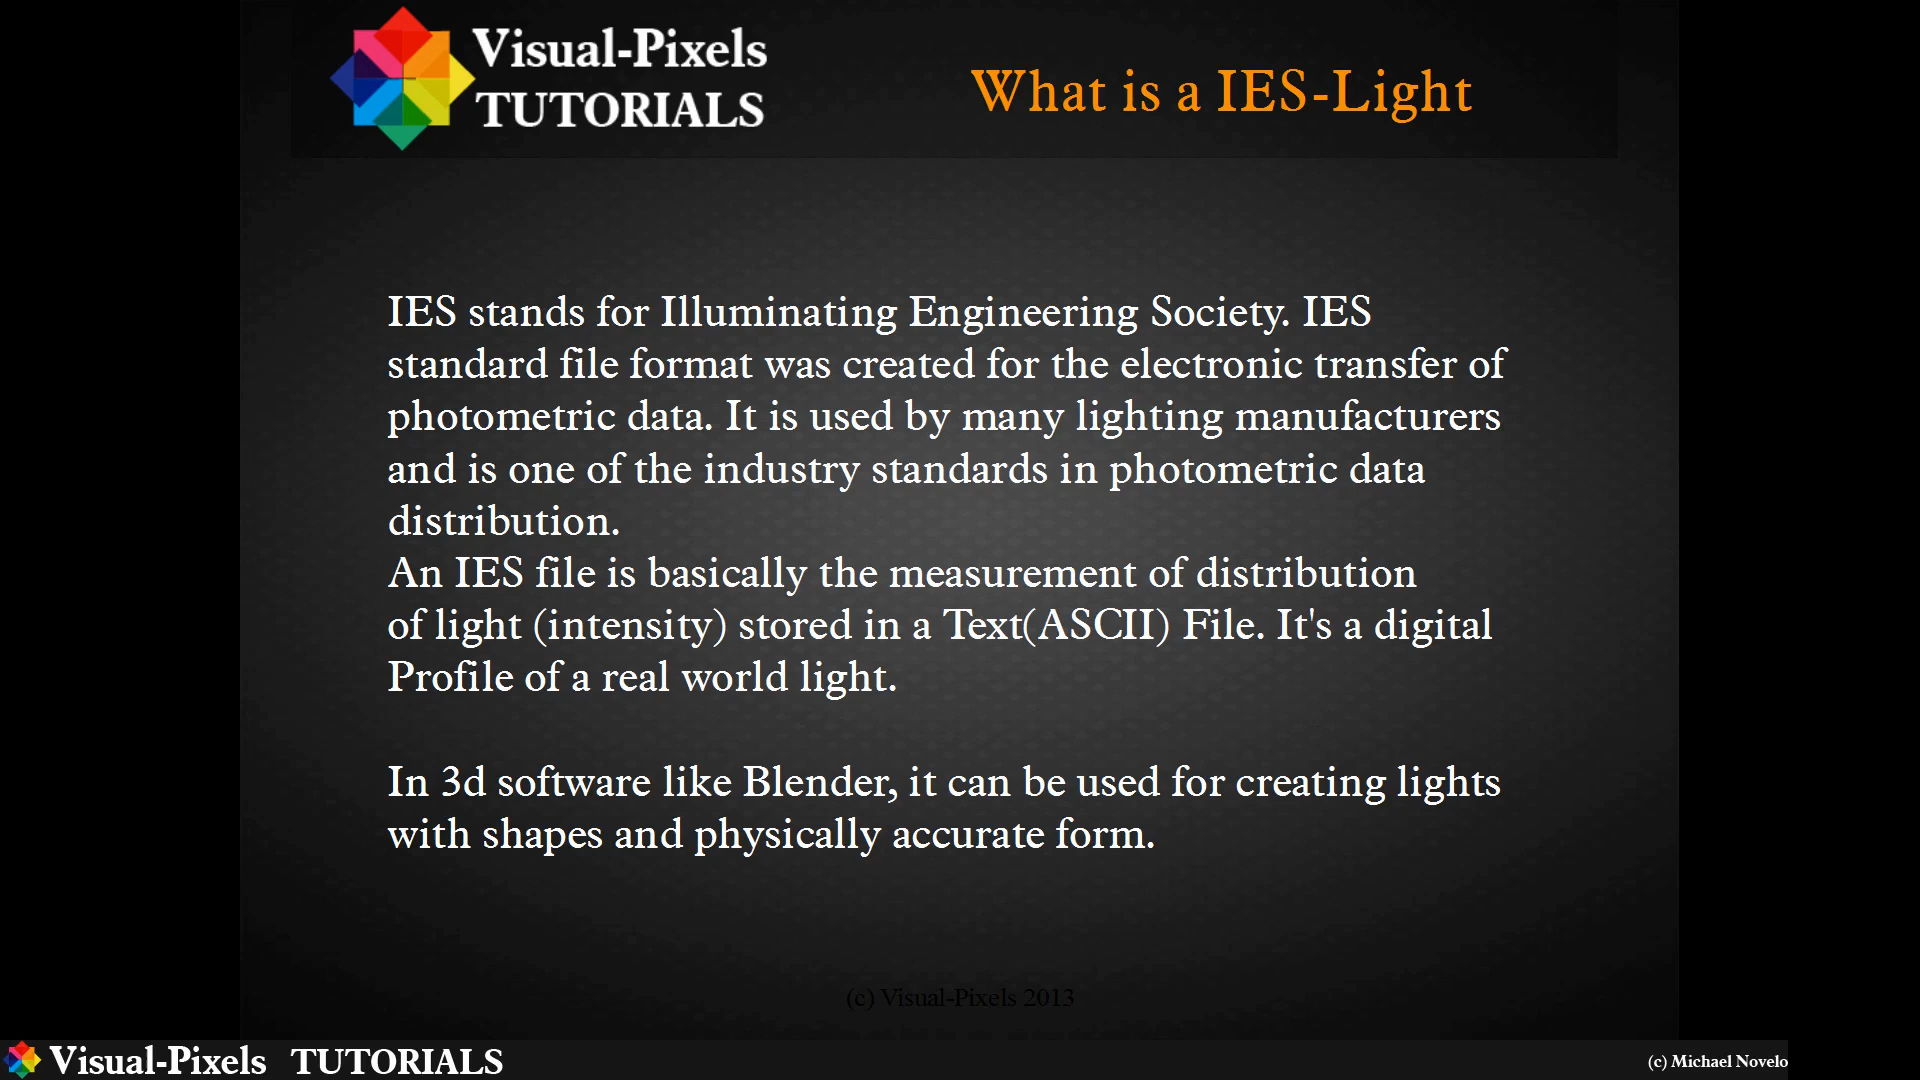 Visual-Pixels
TUTORIALS
What is a IES-Light
IES stands for Illuminating Engineering Society. IES
standard file format was created for the electronic transfer of
photometric data. It is used by many lighting manufacturers
and is one of the industry standards in photometric data
distribution.
An IES file is basically the measurement of distribution
of light (intensity) stored in a Text(ASCII) File. It's a digital
Profile of a real world light.
In 3d software like Blender, it can be used for creating lights
with shapes and physically accurate form.
(c) Visual-Pixels 2013
Visual-Pixels TUTORIALS
(c) Michael Novelo